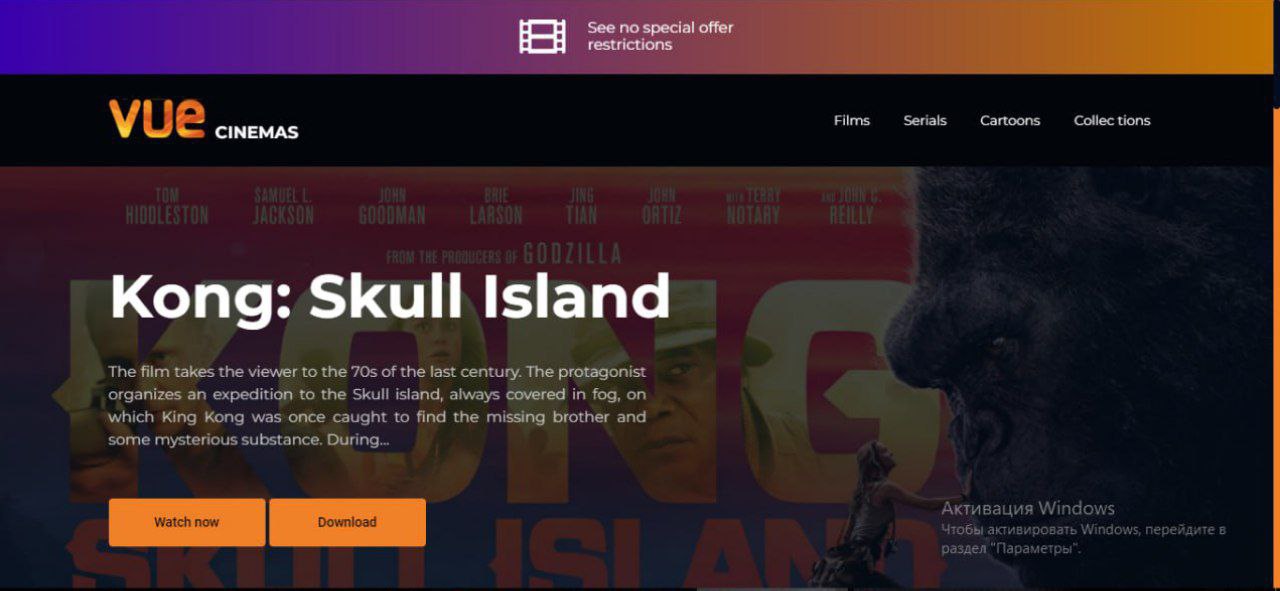 See no special offer
restrictions
vue CINEMAS
Films Serials Cartoons Collec tions
TOM HIDDLESTON SAMUEL L. JACKSON JOHN GOODMAN BRIE LARSON JING TIAN JOHN ORTIZ WITH TERRY NOTARY AND JOHN C. REILLY
FROM THE PRODUCERS OF GODZILLA
KONG
Kong: Skull Island
The film takes the viewer to the 70s of the last century. The protagonist
organizes an expedition to the Skull island, always covered in fog, on
which King Kong was once caught to find the missing brother and
some mysterious substance. During...
Watch now Download
SKULL ISLAND
Активация Windows
Чтобы активировать Windows, перейдите в
раздел "Параметры".